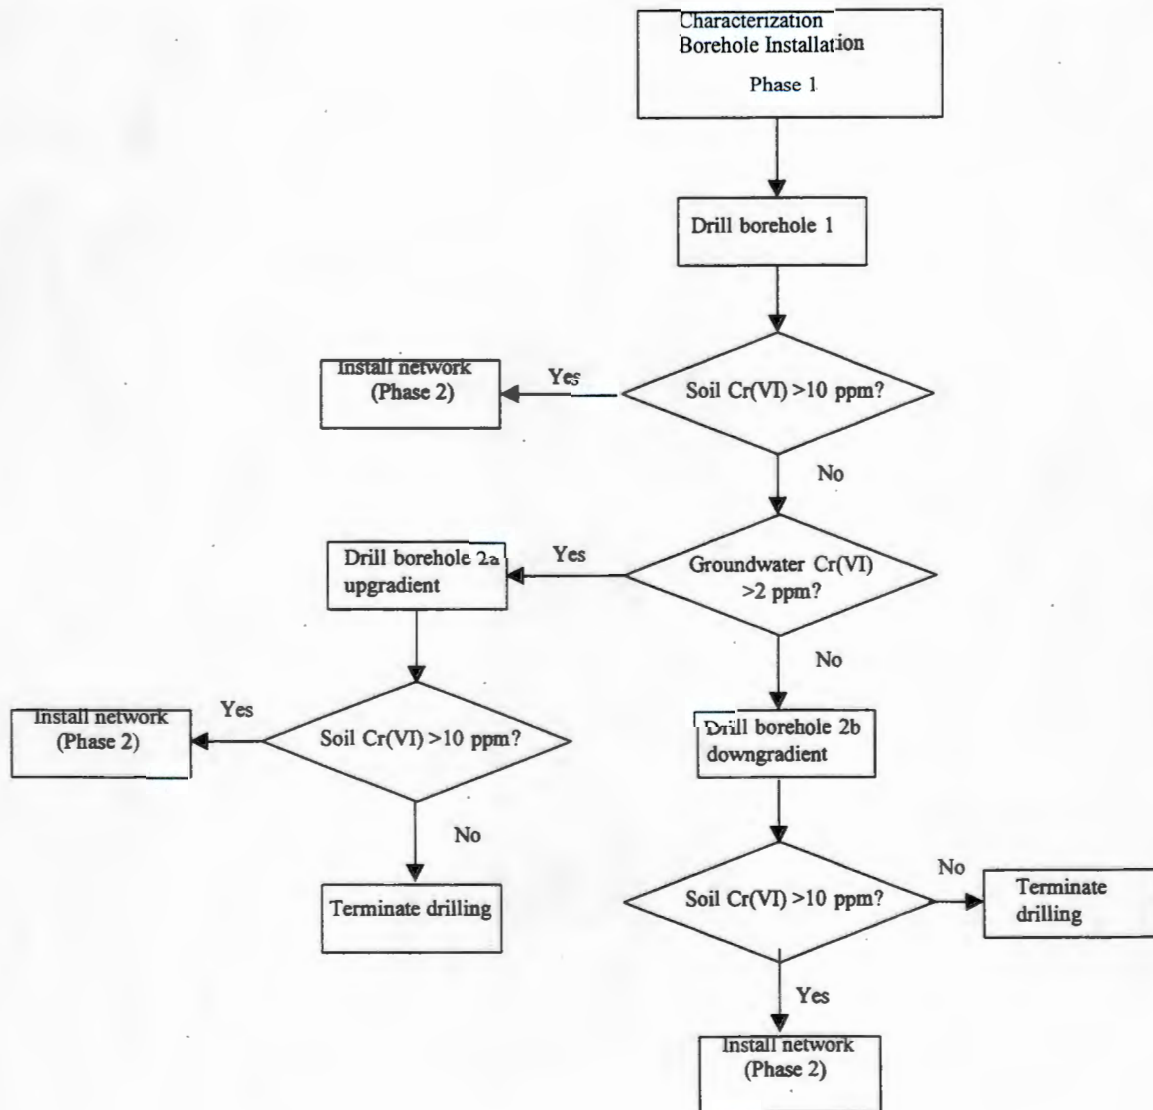 Characterization
Borehole Installation
Phase 1
Drill borehole 1
Install network
(Phase 2)
Yes
Soil Cr(VI) >10 ppm?
No
Drill borehole 2a
upgradient
Yes
Groundwater Cr(VI)
>2 ppm?
No
Install network
(Phase 2)
Yes
Soil Cr(VI) >10 ppm?
Drill borehole 2b
downgradient
No
Terminate drilling
Soil Cr(VI) >10 ppm?
No
Terminate
drilling
Yes
Install network
(Phase 2)